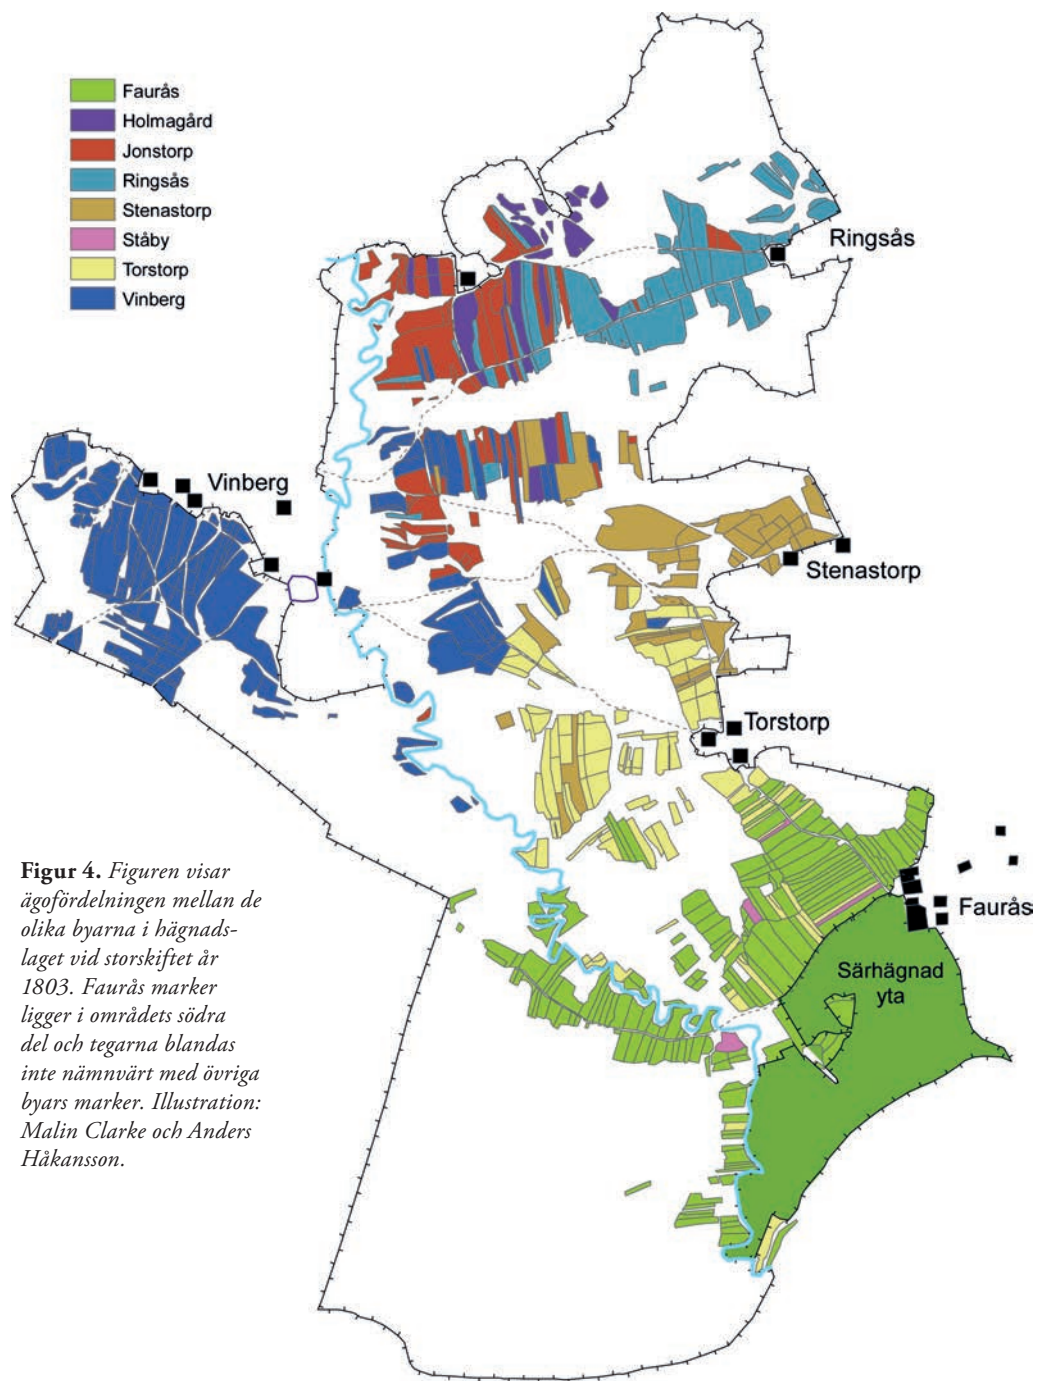 Faurås
Holmagård
Jonstorp
Ringsås
Stenastorp
Ståby
Torstorp
Vinberg
Ringsås
Vinberg
Stenastorp
Torstorp
Faurås
Särhägnad
yta
Figur 4. Figuren visar
ägofördelningen mellan de
olika byarna i hägnads-
laget vid storskiftet år
1803. Faurås marker
ligger i områdets södra
del och tegarna blandas
inte nämnvärt med övriga
byars marker. Illustration:
Malin Clarke och Anders
Håkansson.